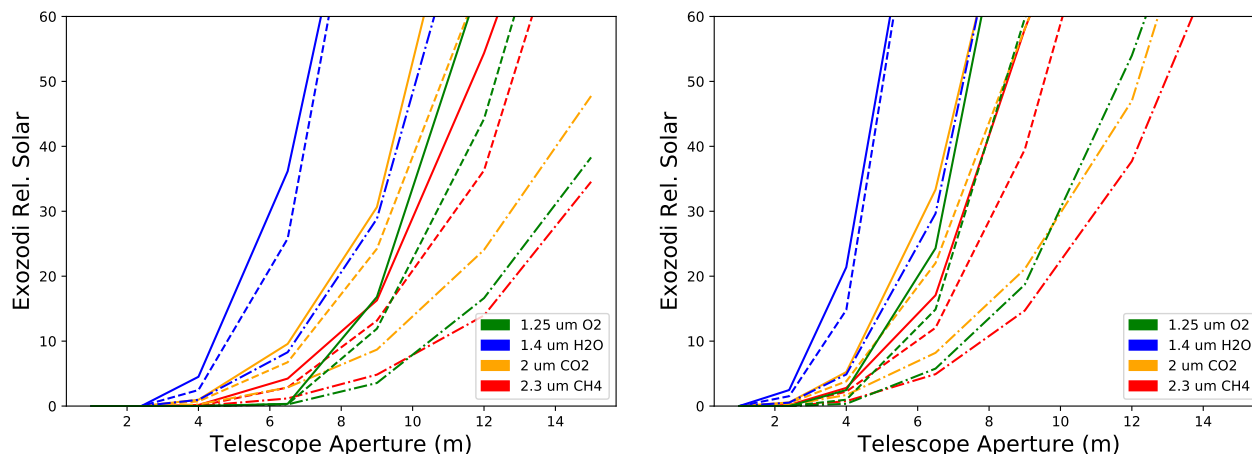 60
50
40
30
20
10
0
Exozodi Rel. Solar
2 4 6 8 10 12 14
Telescope Aperture (m)
1.25 um O2
1.4 um H2O
2 um CO2
2.3 um CH4
60
50
40
30
20
10
0
Exozodi Rel. Solar
2 4 6 8 10 12 14
Telescope Aperture (m)
1.25 um O2
1.4 um H2O
2 um CO2
2.3 um CH4